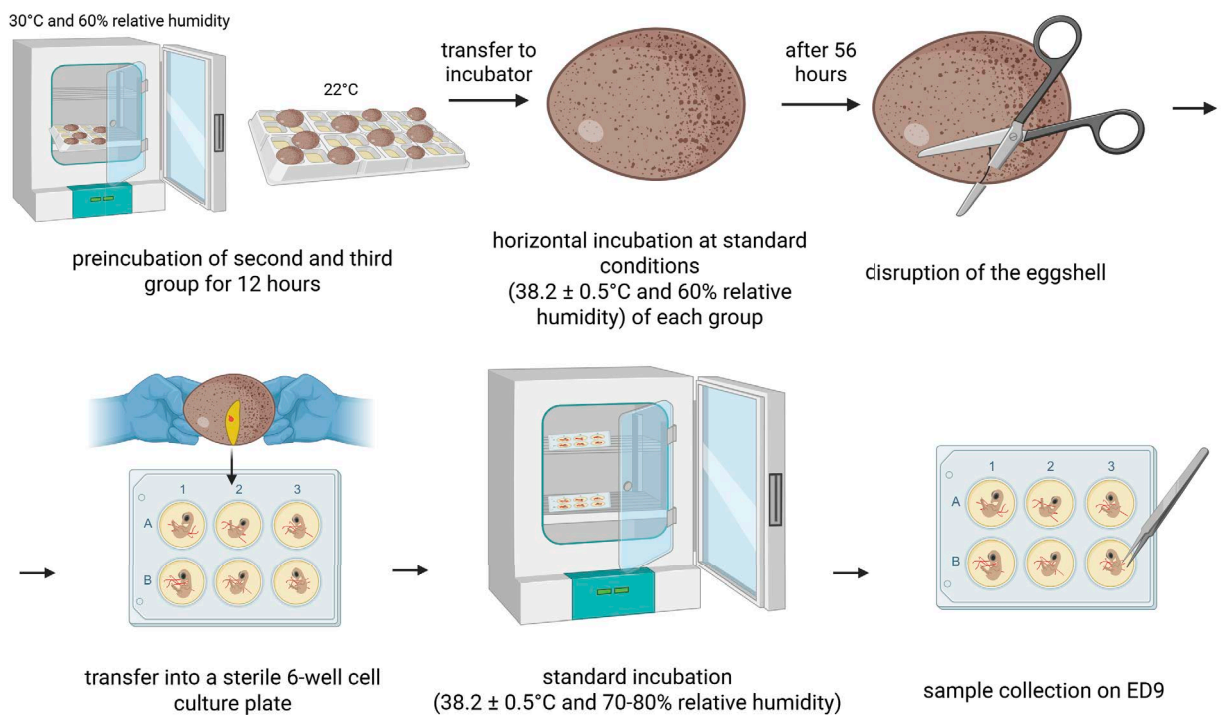 30°C and 60% relative humidity
22°C
transfer to
incubator
after 56
hours
preincubation of second and third
group for 12 hours
horizontal incubation at standard
conditions
(38.2 ± 0.5°C and 60% relative
humidity) of each group
disruption of the eggshell
1 2 3
A
B
1 2 3
A
B
transfer into a sterile 6-well cell
culture plate
standard incubation
(38.2 ± 0.5°C and 70-80% relative humidity)
sample collection on ED9